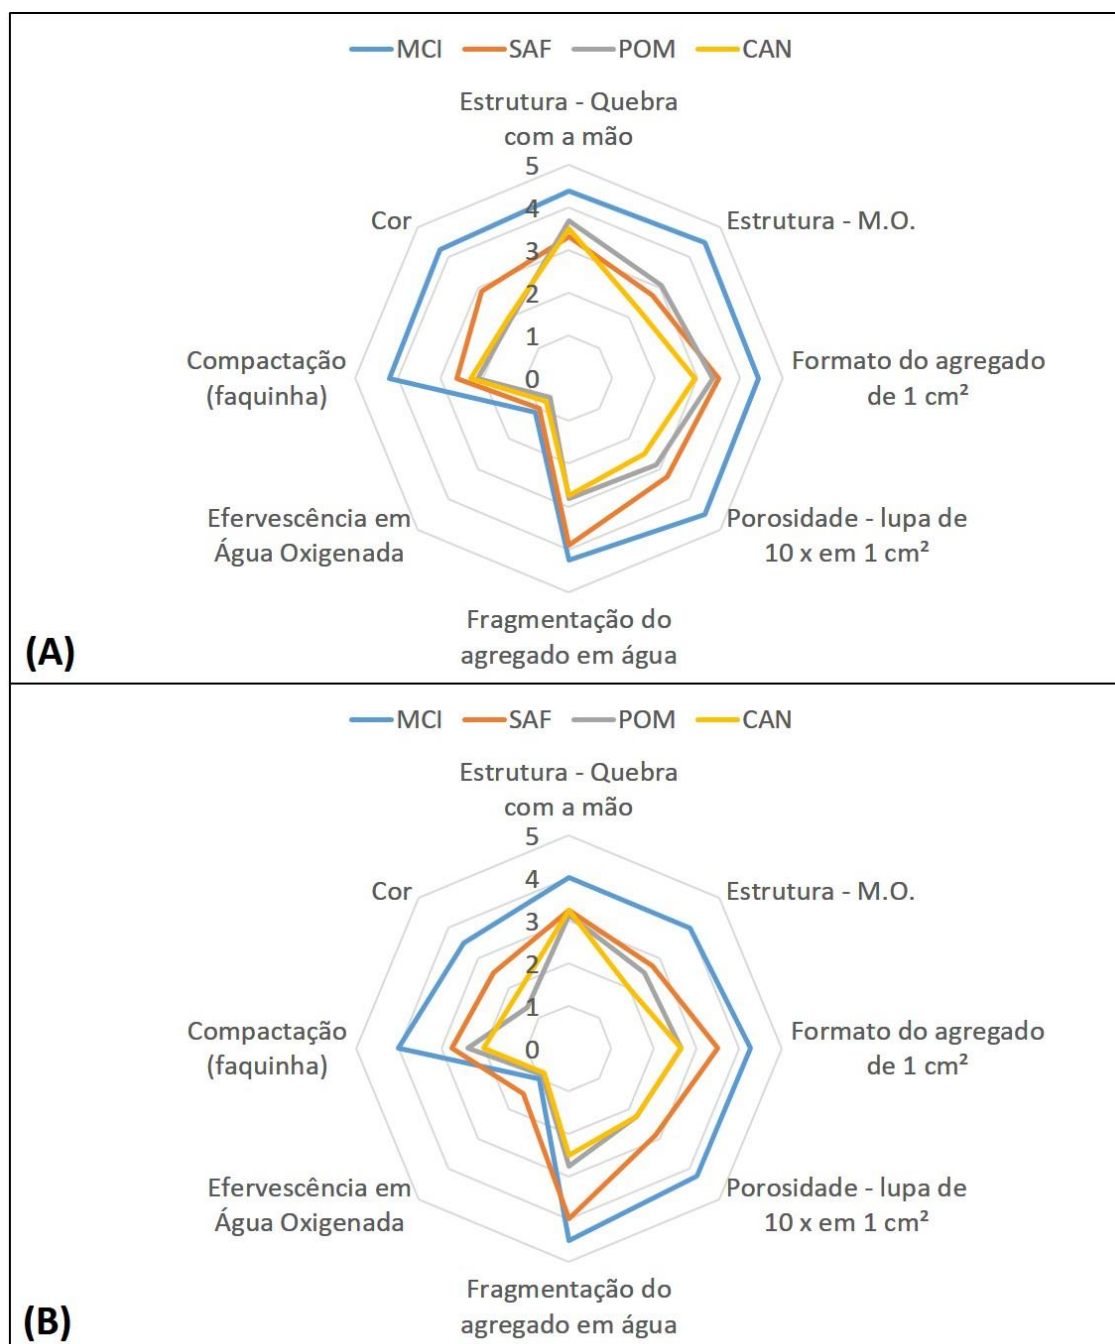 MCI SAF POM CAN
Estrutura - Quebra
com a mão
5
4
3
2
1
0
Cor
Estrutura - M.O.
Compactação
(faquinha)
Formato do agregado
de 1 cm²
Efervescência em
Água Oxigenada
Porosidade - lupa de
10 x em 1 cm²
Fragmentação do
agregado em água
(A)
MCI SAF POM CAN
Estrutura - Quebra
com a mão
5
4
3
2
1
0
Cor
Estrutura - M.O.
Compactação
(faquinha)
Formato do agregado
de 1 cm²
Efervescência em
Água Oxigenada
Porosidade - lupa de
10 x em 1 cm²
Fragmentação do
agregado em água
(B)